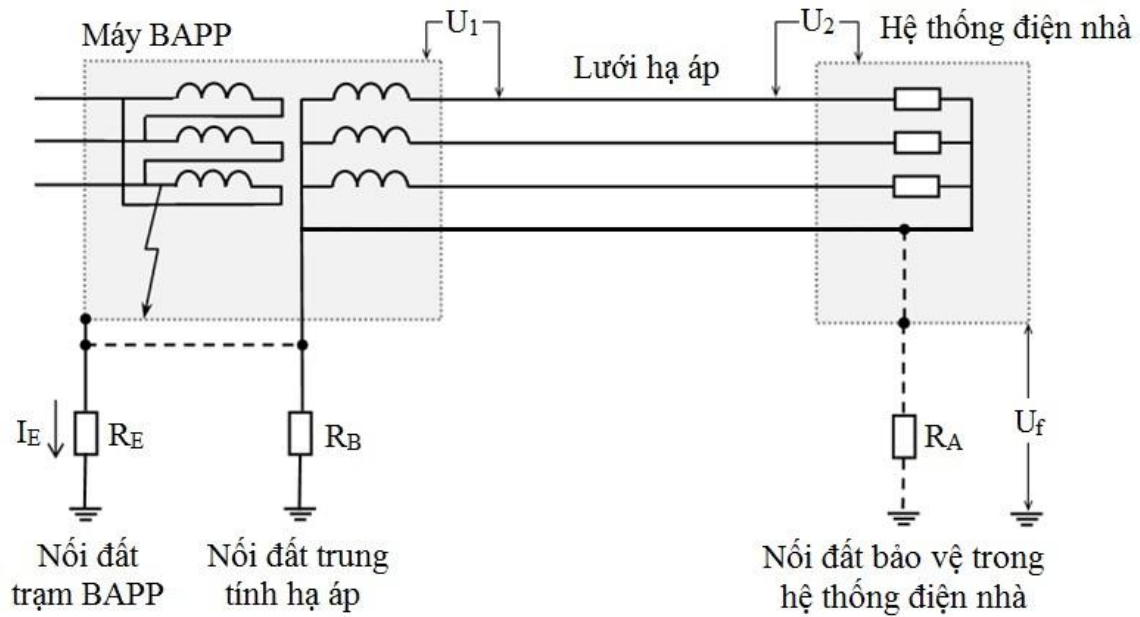 Máy BAPP
U1
U2
Hệ thống điện nhà
Lưới hạ áp
IE
RE
RB
RA
Uf
Nối đất
trạm BAPP
Nối đất trung
tính hạ áp
Nối đất bảo vệ trong
hệ thống điện nhà